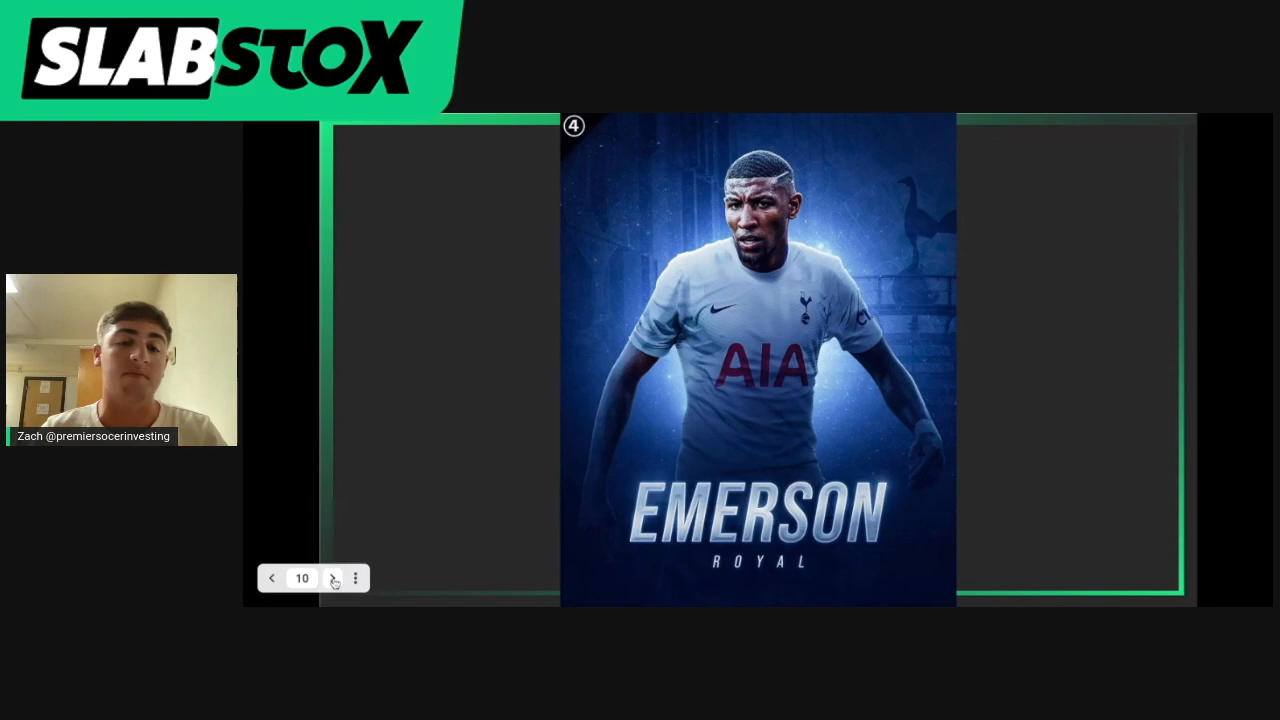 SLABSTOX
④
AIA
EMERSON
ROYAL
Zach @premiersocerinvesting
10